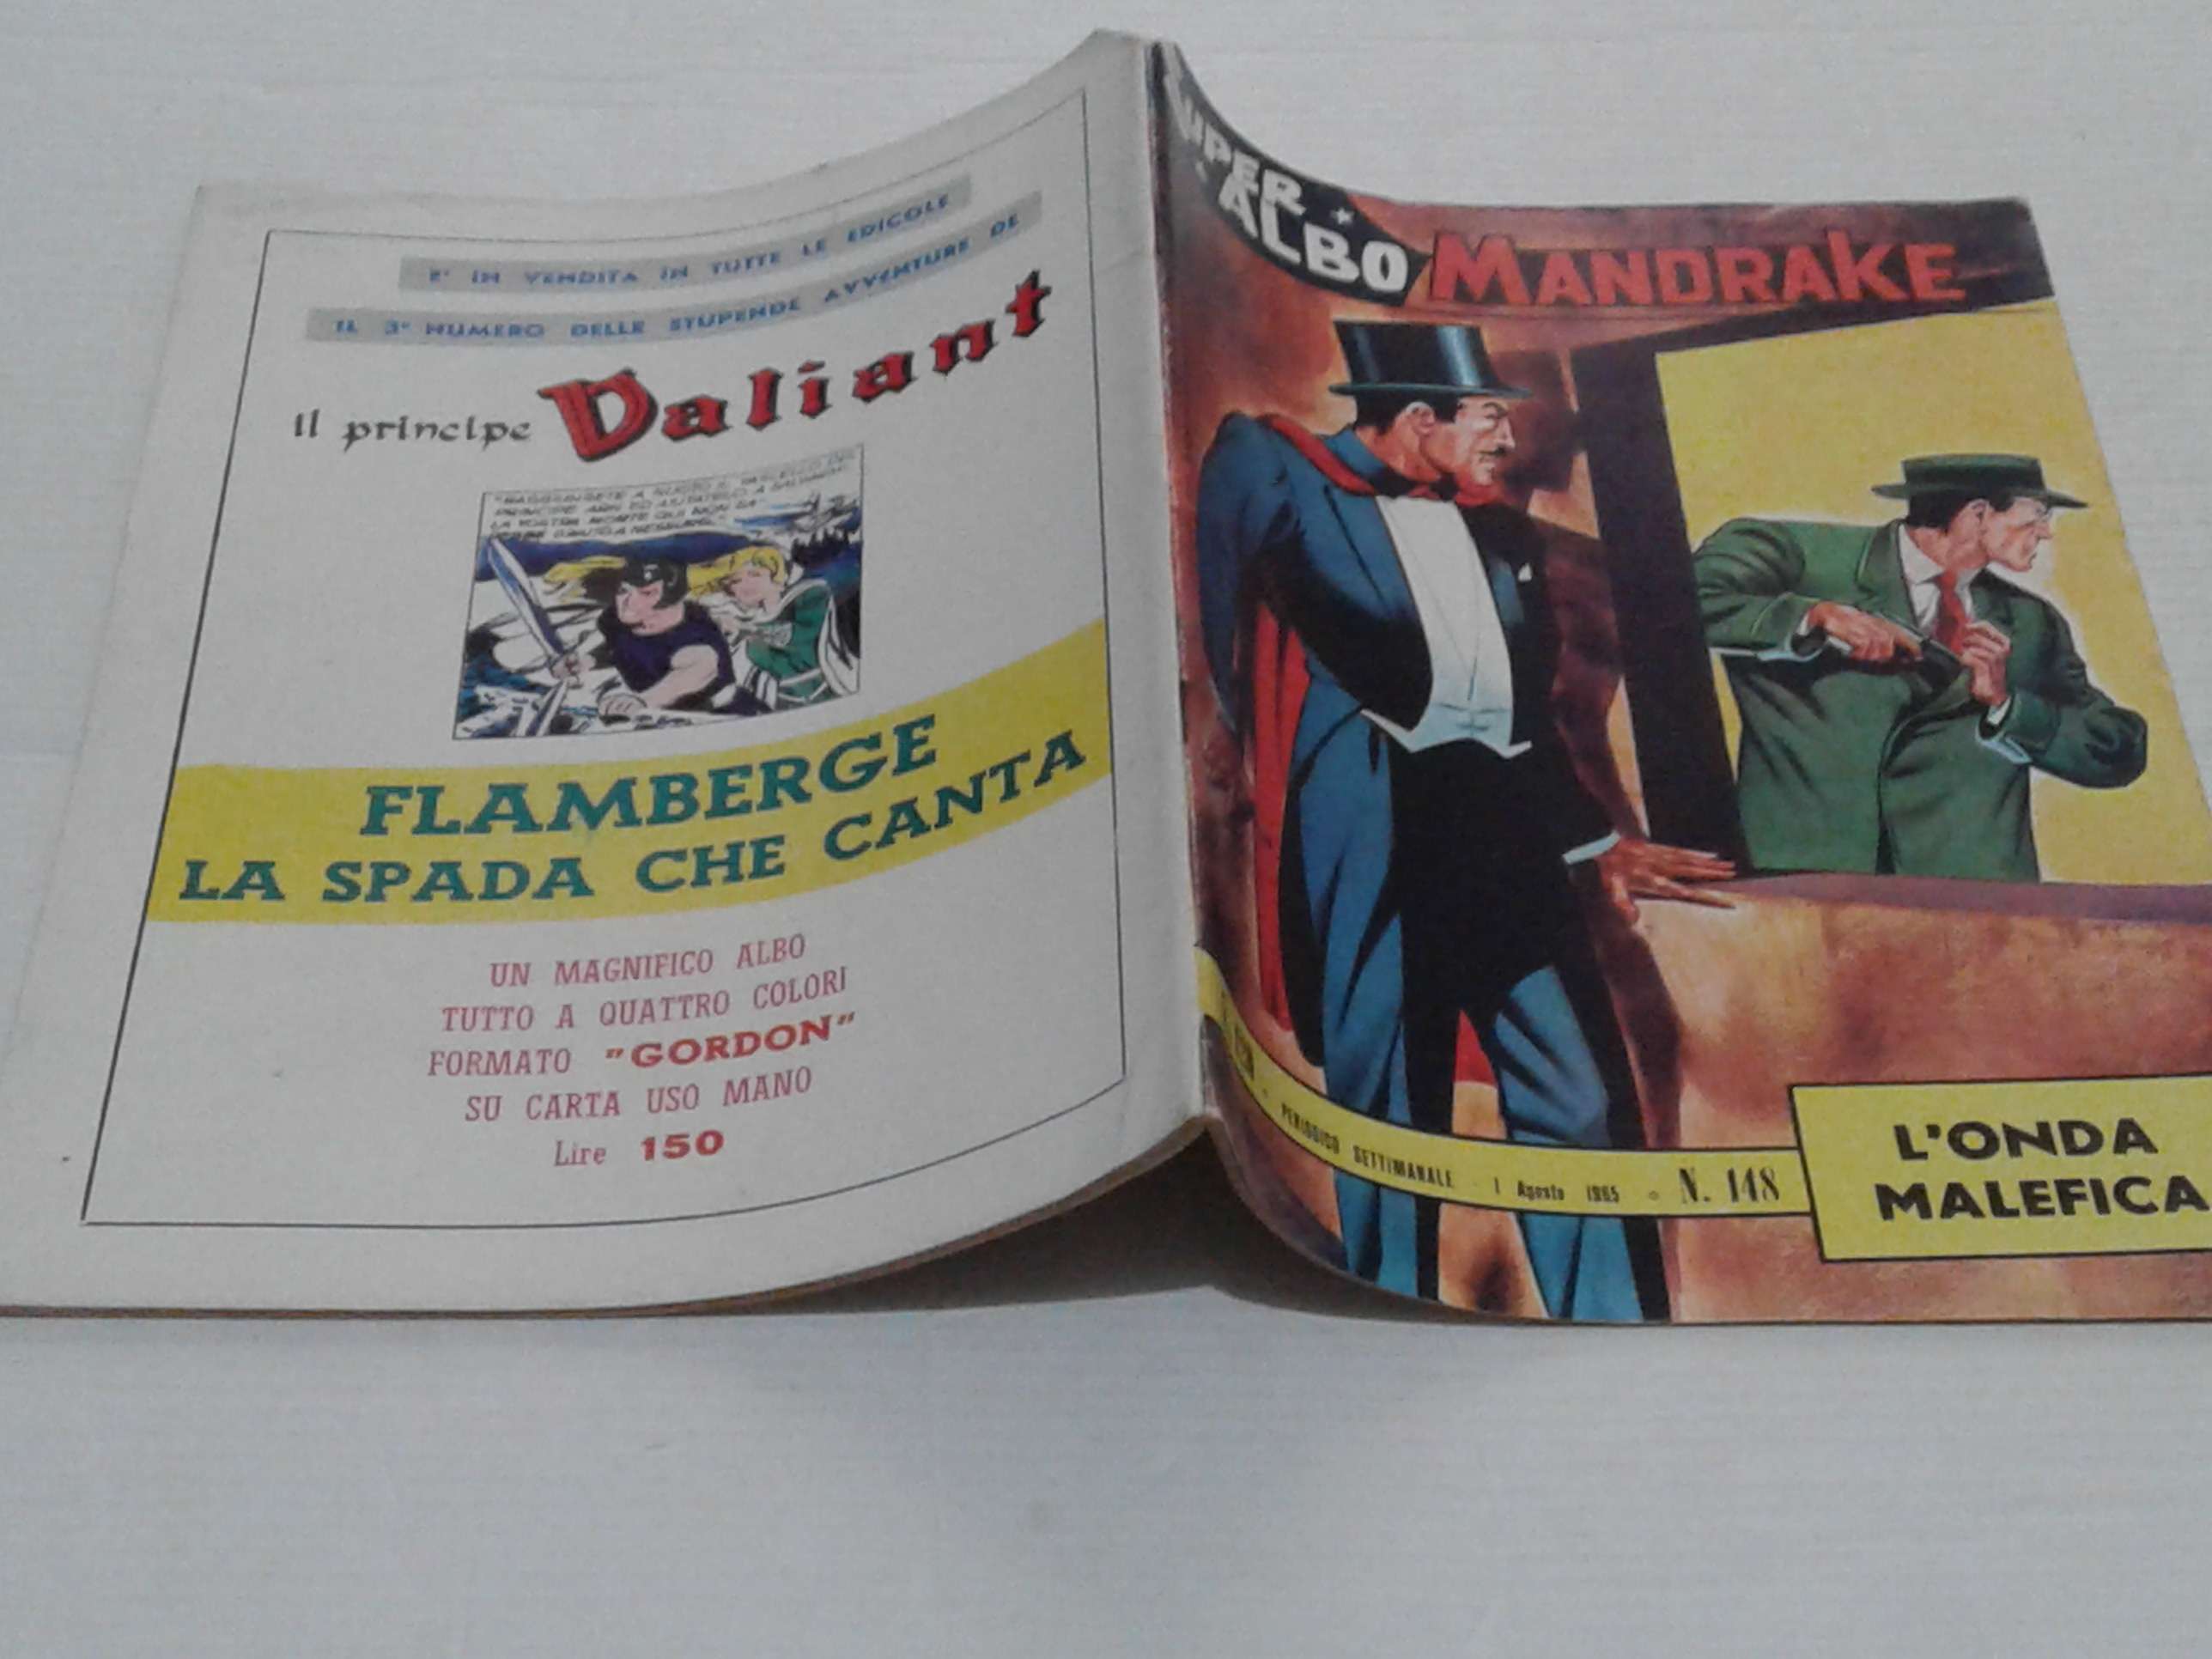 E' IN VENDITA IN TUTTE LE EDICOLE
IL 3° NUMERO DELLE STUPENDE AVVENTURE DE
Il principe Valiant
FLAMBERGE
LA SPADA CHE CANTA
UN MAGNIFICO ALBO
TUTTO A QUATTRO COLORI
FORMATO "GORDON"
SU CARTA USO MANO
Lire 150
UPER
ALBO
MANDRAKE
PERIODICO SETTIMANALE - 1 Agosto 1965 N. 148
L'ONDA
MALEFICA